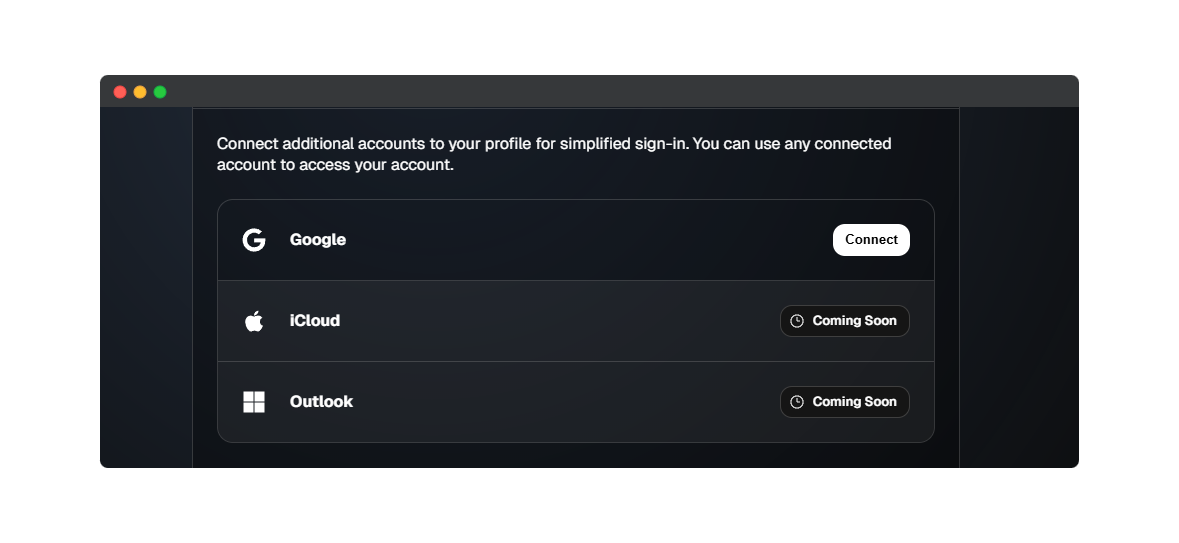 Connect additional accounts to your profile for simplified sign-in. You can use any connected
account to access your account.
Google
Connect
iCloud
Coming Soon
Outlook
Coming Soon